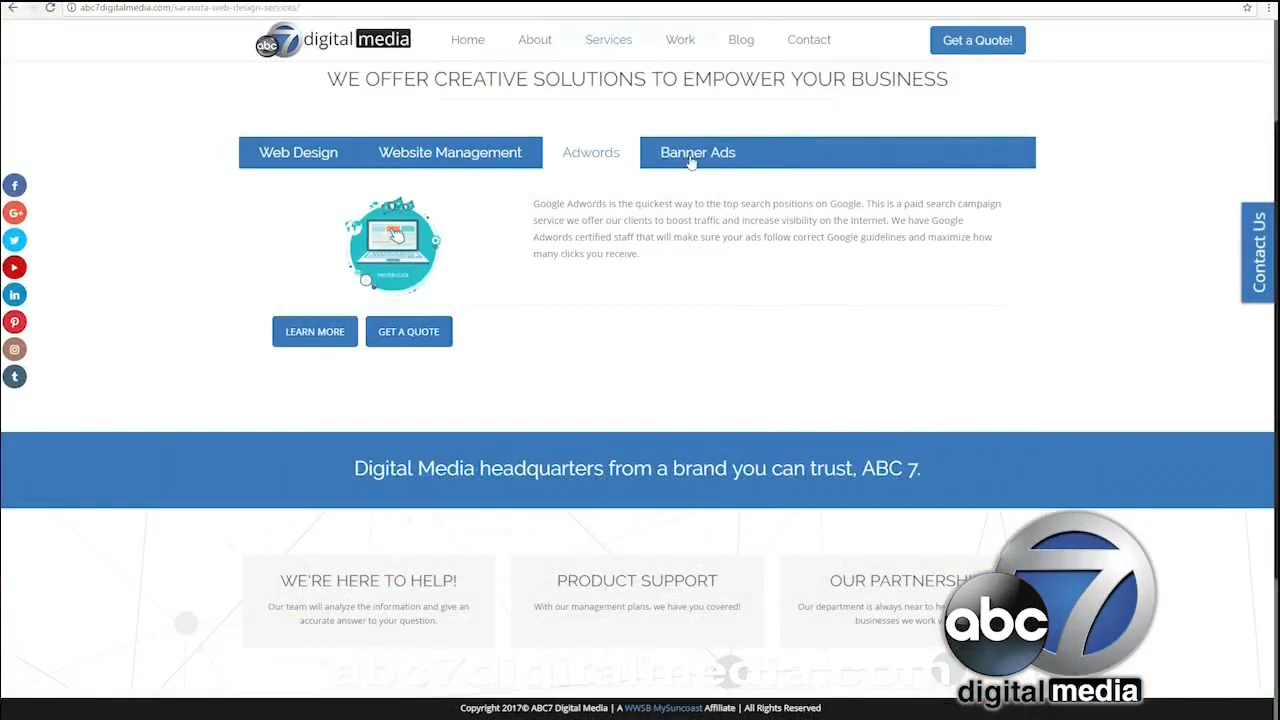 abc7digitalmedia.com/sarasota-web-design-services/
abc 7 digital media
Home About Services Work Blog Contact
Get a Quote!
WE OFFER CREATIVE SOLUTIONS TO EMPOWER YOUR BUSINESS
Web Design Website Management Adwords Banner Ads
Google Adwords is the quickest way to the top search positions on Google. This is a paid search campaign
service we offer our clients to boost traffic and increase visibility on the internet. We have Google
Adwords certified staff that will make sure your ads follow correct Google guidelines and maximize how
many clicks you receive.
PAY PER CLICK
LEARN MORE GET A QUOTE
Contact Us
Digital Media headquarters from a brand you can trust, ABC 7.
WE'RE HERE TO HELP!
Our team will analyze the information and give an
accurate answer to your question.
PRODUCT SUPPORT
With our management plans, we have you covered!
OUR PARTNERSHI
Our department is always near to he
businesses we work
abc 7
digital media
abc7digitalmedia.com
Copyright 2017© ABC7 Digital Media | A WWSB MySuncoast Affiliate | All Rights Reserved